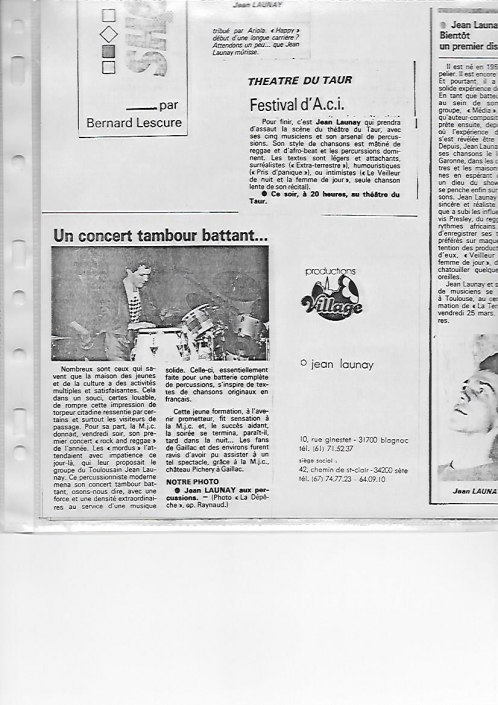 Jean LAUNAY
tribué par Ariola. « Happy »
début d'une longue carrière ?
Attendons un peu... que Jean
Launay mûrisse.
par
Bernard Lescure
THEATRE DU TAUR
Festival d'A.c.i.
Pour finir, c'est Jean Launay qui prendra
d'assaut la scène du théâtre du Taur, avec
ses cinq musiciens et son arsenal de percus-
sions. Son style de chansons est mâtiné de
reggae et d'afro-beat et les percurssions domi-
nent. Les textes sont légers et attachants,
surréalistes (« Extra-terrestre »), humouristiques
(« Pris d'panique »), ou intimistes (« Le Veilleur
de nuit et la femme de jour », seule chanson
lente de son récital).
● Ce soir, à 20 heures, au théâtre du
Taur.
Un concert tambour battant...
Nombreux sont ceux qui sa-
vent que la maison des jeunes
et de la culture a des activités
multiples et satisfaisantes. Cela
dans un souci, certes louable,
de rompre cette impression de
torpeur citadine ressentie par cer-
tains et surtout les visiteurs de
passage. Pour sa part, la M.j.c.
donnait, vendredi soir, son pre-
mier concert « rock and reggae »
de l'année. Les « mordus » l'at-
tendaient avec impatience ce
jour-là, qui leur proposait le
groupe du Toulousain Jean Lau-
nay. Ce percussionniste moderne
mena son concert tambour bat-
tant, osons-nous dire, avec une
force et une densité extraordinai-
res au service d'une musique
solide. Celle-ci, essentiellement
faite pour une batterie complète
de percussions, s'inspire de tex-
tes de chansons originaux en
français.
Cette jeune formation, à l'ave-
nir prometteur, fit sensation à
la M.j.c. et, le succès aidant,
la soirée se termina, paraît-il,
tard dans la nuit... Les fans
de Gaillac et des environs furent
ravis d'avoir pu assister à un
tel spectacle, grâce à la M.j.c.,
château Pichery à Gaillac.
NOTRE PHOTO
● Jean LAUNAY aux per-
cussions. — (Photo « La Dépê-
che », op. Raynaud.)
productions
Village
jean launay
10, rue ginestet - 31700 blagnac
tél. (61) 71.52.37
siège social :
42, chemin de st-clair - 34200 sète
tél. (67) 74.77.23 - 64.09.10
● Jean Launa
Bientôt
un premier dis
Il est né en 195
pelier. Il est encore
Et pourtant, il a
solide expérience d
En tant que batteu
au sein de son
groupe, « Média »,
qu'auteur-composit
prète ensuite, depu
où l'expérience d
s'est révélée être
Depuis, Jean Launa
ses chansons le l
Garonne, dans les c
tres et les maisons
nes en espérant
un dieu du show
se penche enfin sur
sons. Jean Launay
sincère et réaliste
que a subi les influe
vis Presley, du regg
rythmes africains.
d'enregistrer ses t
préférés sur maque
tention des product
d'eux, « Veilleur
femme de jour », d
chatouiller quelque
oreilles.
Jean Launay et s
de musiciens se
à Toulouse, au cen
mation de « La Ter
vendredi 25 mars,
res.
Jean LAUNA